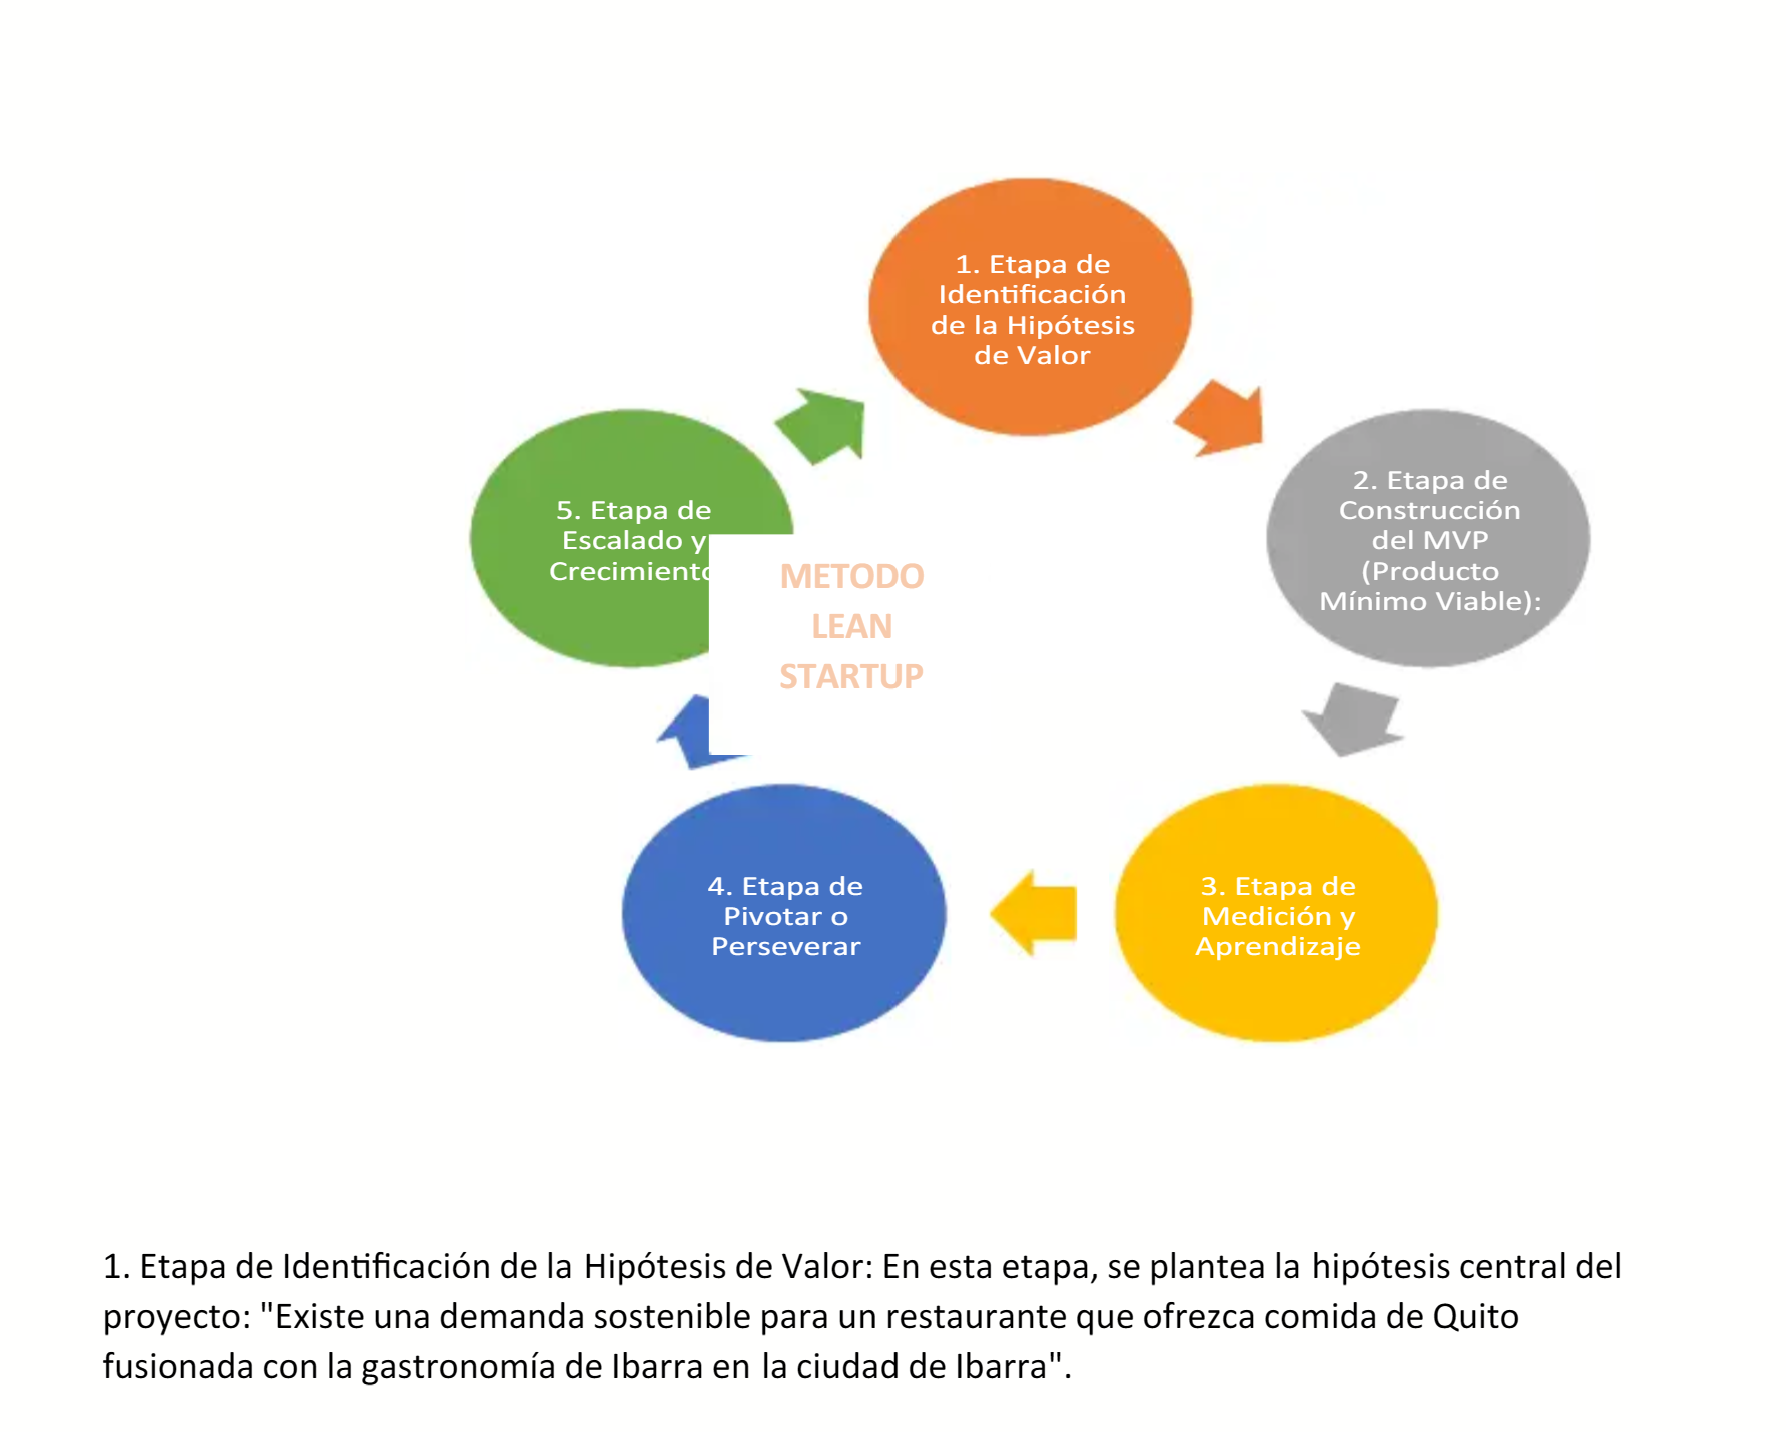 1. Etapa de
Identificación
de la Hipótesis
de Valor
2. Etapa de
Construcción
del MVP
(Producto
Mínimo Viable):
3. Etapa de
Medición y
Aprendizaje
4. Etapa de
Pivotar o
Perseverar
5. Etapa de
Escalado y
Crecimiento
METODO
LEAN
STARTUP
1. Etapa de Identificación de la Hipótesis de Valor: En esta etapa, se plantea la hipótesis central del
proyecto: "Existe una demanda sostenible para un restaurante que ofrezca comida de Quito
fusionada con la gastronomía de Ibarra en la ciudad de Ibarra".